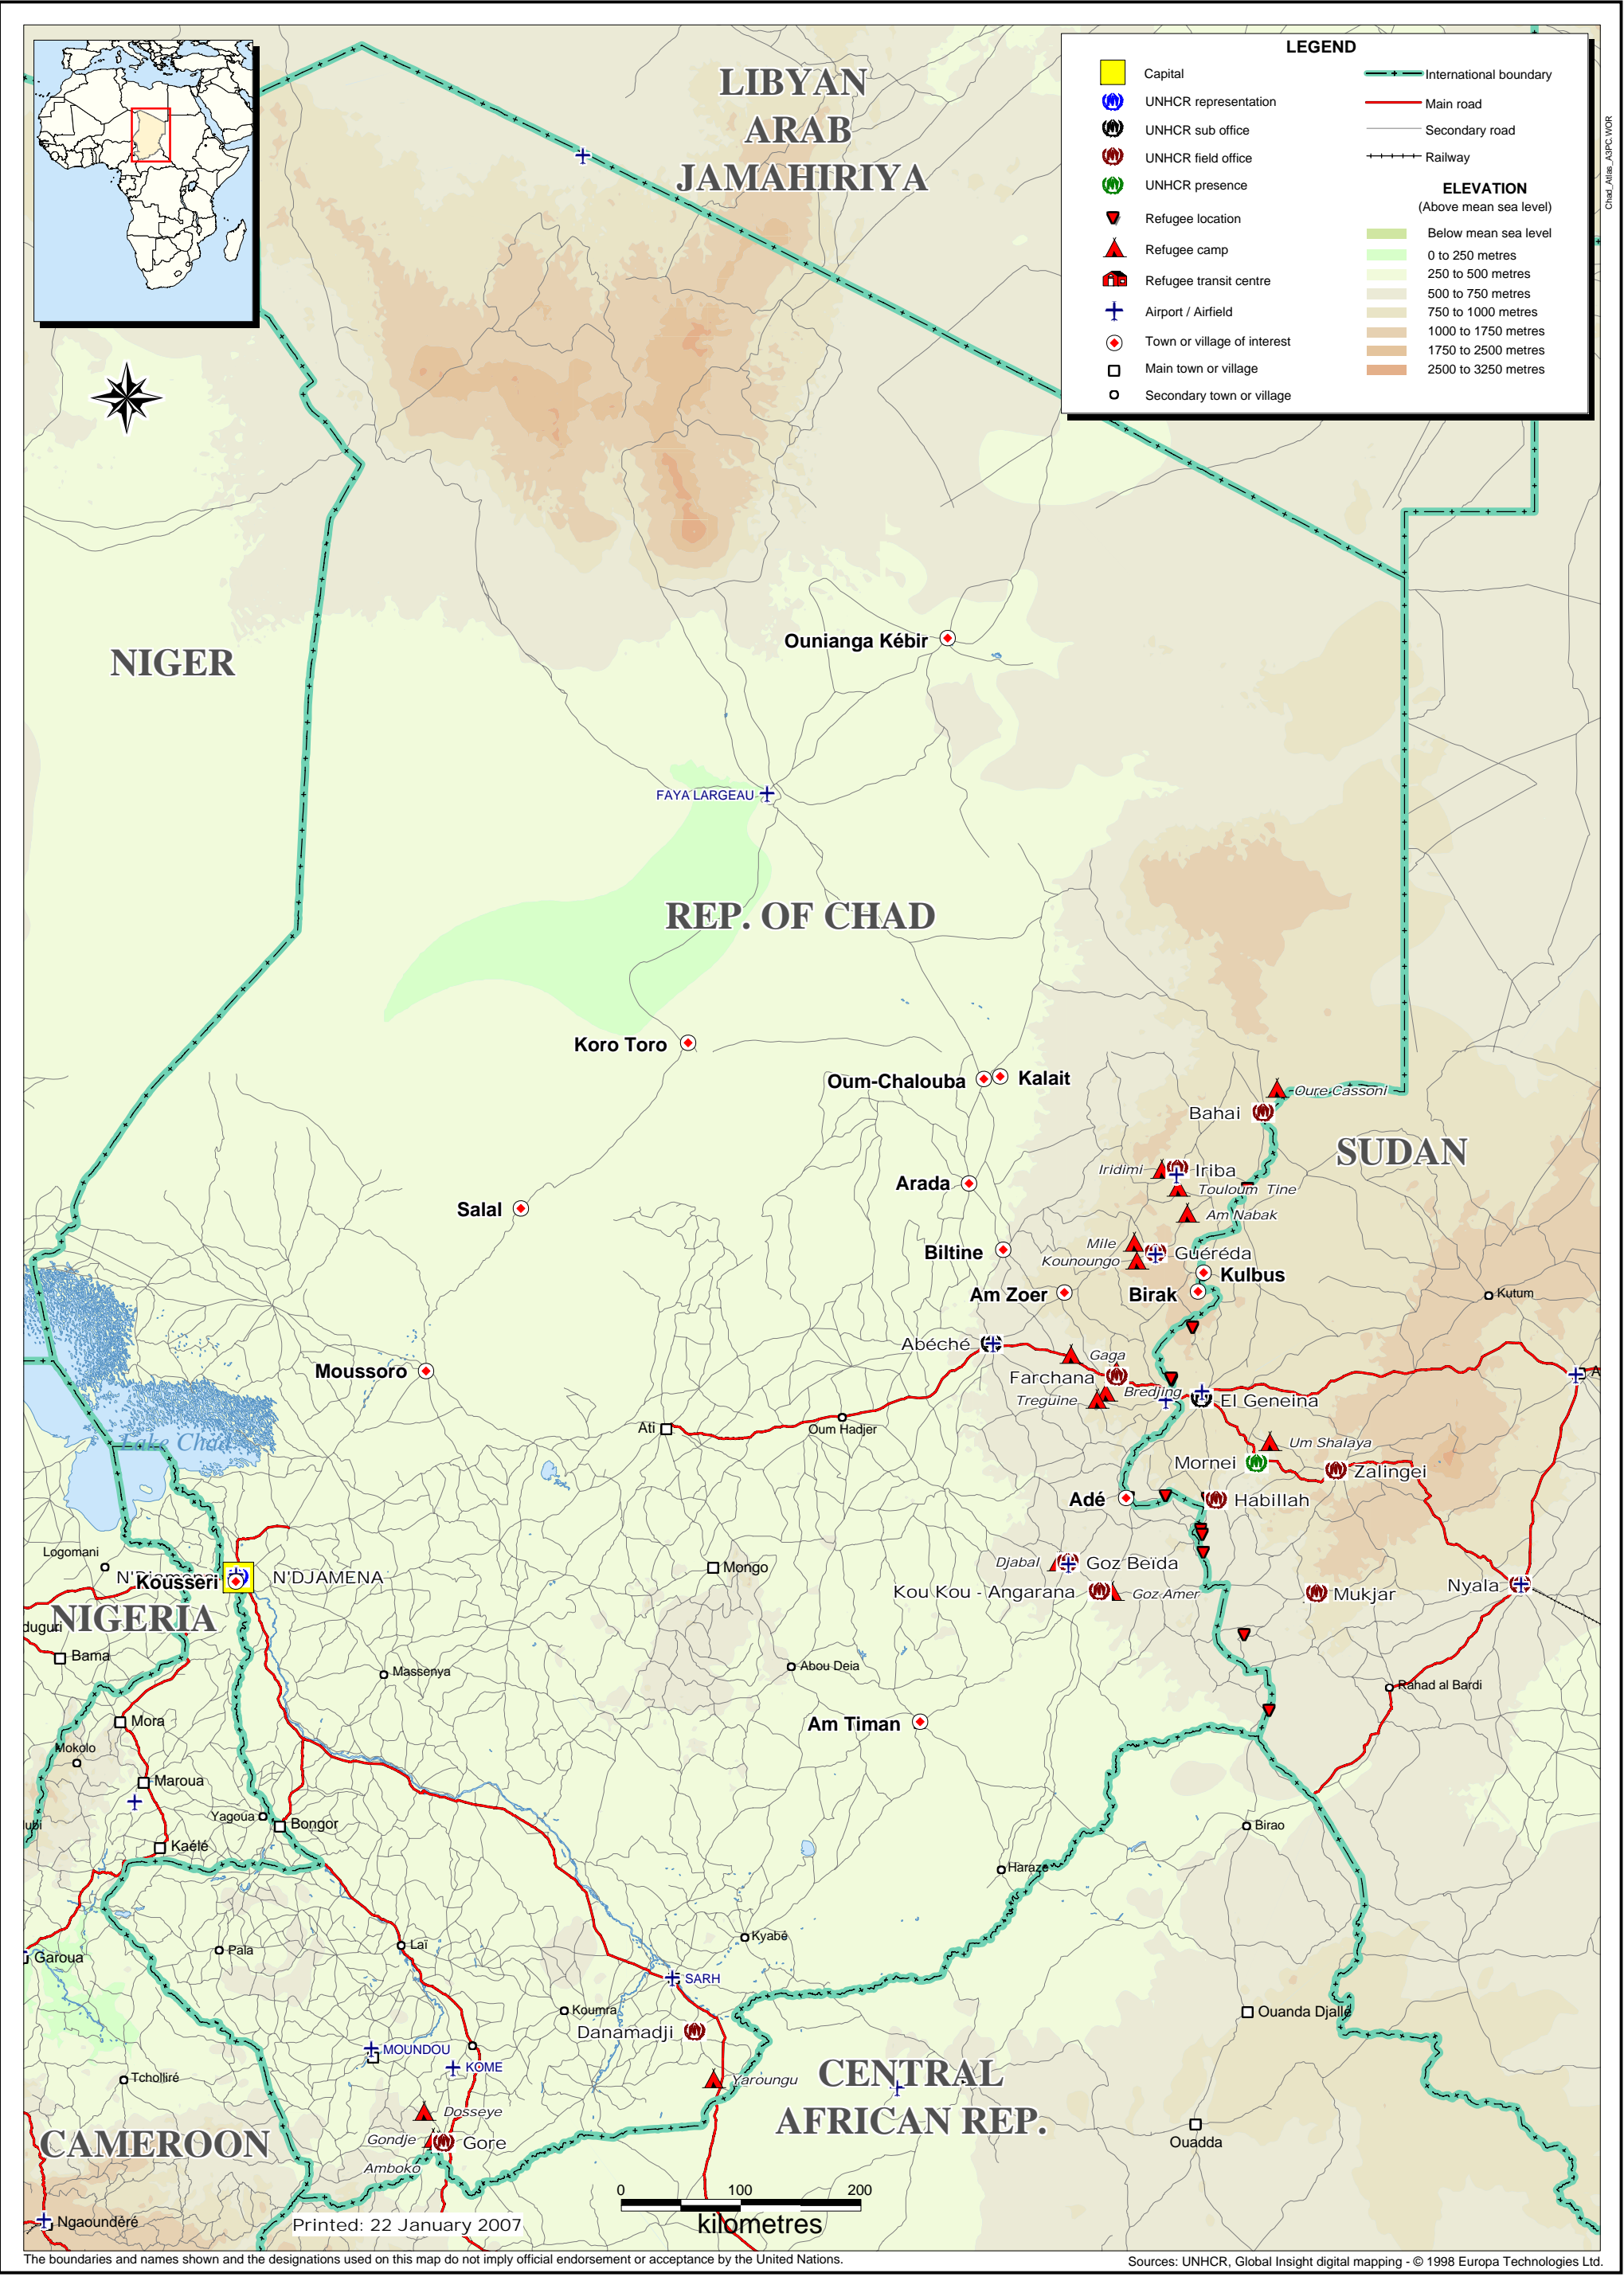 LEGEND
Capital
UNHCR representation
UNHCR sub office
UNHCR field office
UNHCR presence
Refugee location
Refugee camp
Refugee transit centre
Airport / Airfield
Town or village of interest
Main town or village
Secondary town or village
International boundary
Main road
Secondary road
Railway
ELEVATION
(Above mean sea level)
Below mean sea level
0 to 250 metres
250 to 500 metres
500 to 750 metres
750 to 1000 metres
1000 to 1750 metres
1750 to 2500 metres
2500 to 3250 metres
Chad_Atlas_A3PC.WOR
LIBYAN
ARAB
JAMAHIRIYA
NIGER
Ounianga Kébir
FAYA LARGEAU
REP. OF CHAD
Koro Toro
Oum-Chalouba
Kalait
Oure Cassoni
Bahai
SUDAN
Iridimi
Iriba
Arada
Touloum
Tine
Salal
Am Nabak
Mile
Biltine
Guéréda
Kounoungo
Kulbus
Am Zoer
Birak
Kutum
Abéché
Gaga
Moussoro
Farchana
A
Bredjing
Treguine
El Geneina
Ati
Oum Hadjer
Lake Chad
Um Shalaya
Mornei
Zalingei
Adé
Habillah
Logomani
Djabal
Goz Beïda
Mongo
Kousseri
N'DJAMENA
Kou Kou - Angarana
Goz Amer
Mukjar
Nyala
NIGERIA
duguri
Bama
Massenya
Abou Deia
Rahad al Bardi
Mora
Am Timan
Mokolo
Maroua
Yagoua
Bongor
ubi
Birao
Kaélé
Haraze
Kyabé
Laï
Pala
Garoua
SARH
Koumra
Ouanda Djallé
Danamadji
MOUNDOU
KOME
Tcholliré
Yaroungu
CENTRAL
AFRICAN REP.
Dosseye
CAMEROON
Gondje
Gore
Ouadda
Amboko
0 100 200
kilometres
Ngaoundéré
Printed: 22 January 2007
The boundaries and names shown and the designations used on this map do not imply official endorsement or acceptance by the United Nations.
Sources: UNHCR, Global Insight digital mapping - © 1998 Europa Technologies Ltd.